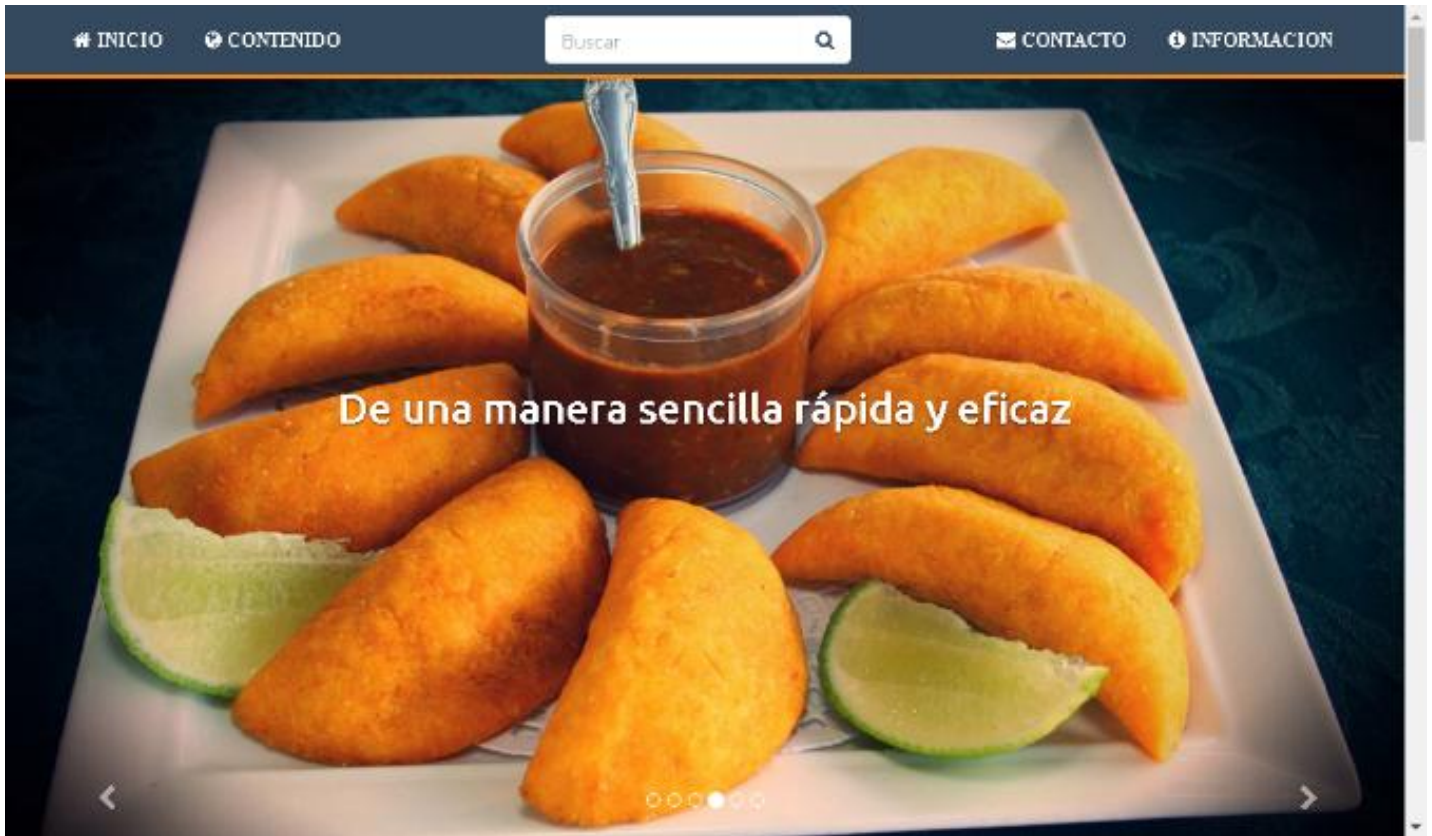 INICIO
CONTENIDO
Buscar
CONTACTO
INFORMACION
De una manera sencilla rápida y eficaz